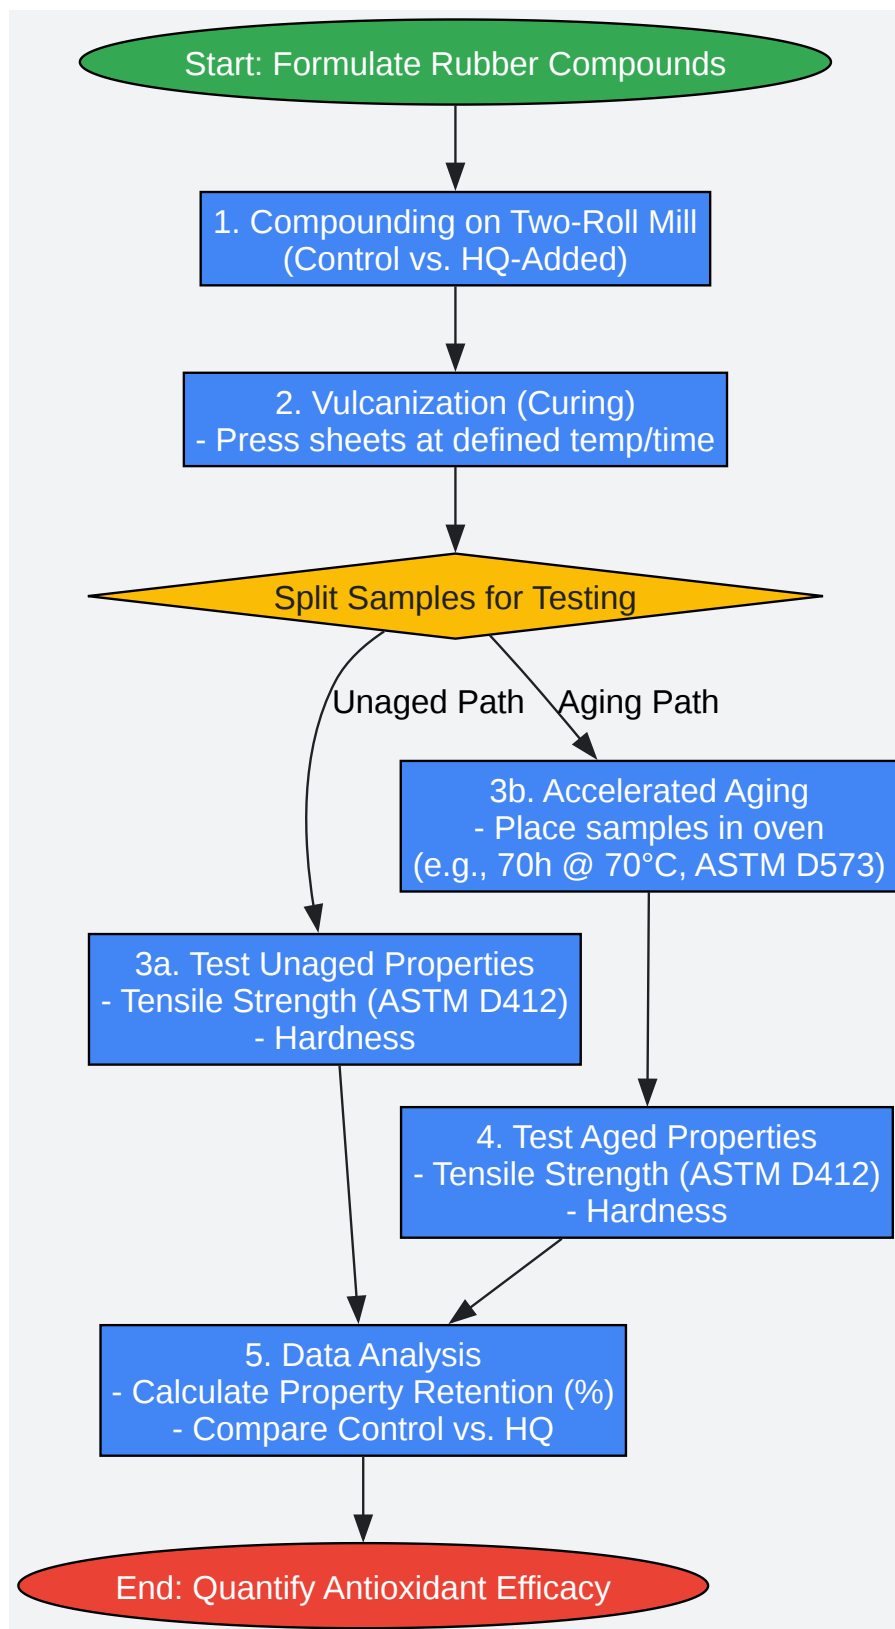 Start: Formulate Rubber Compounds
1. Compounding on Two-Roll Mill
(Control vs. HQ-Added)
2. Vulcanization (Curing)
- Press sheets at defined temp/time
Split Samples for Testing
Unaged Path
Aging Path
3b. Accelerated Aging
- Place samples in oven
(e.g., 70h @ 70°C, ASTM D573)
3a. Test Unaged Properties
- Tensile Strength (ASTM D412)
- Hardness
4. Test Aged Properties
- Tensile Strength (ASTM D412)
- Hardness
5. Data Analysis
- Calculate Property Retention (%)
- Compare Control vs. HQ
End: Quantify Antioxidant Efficacy